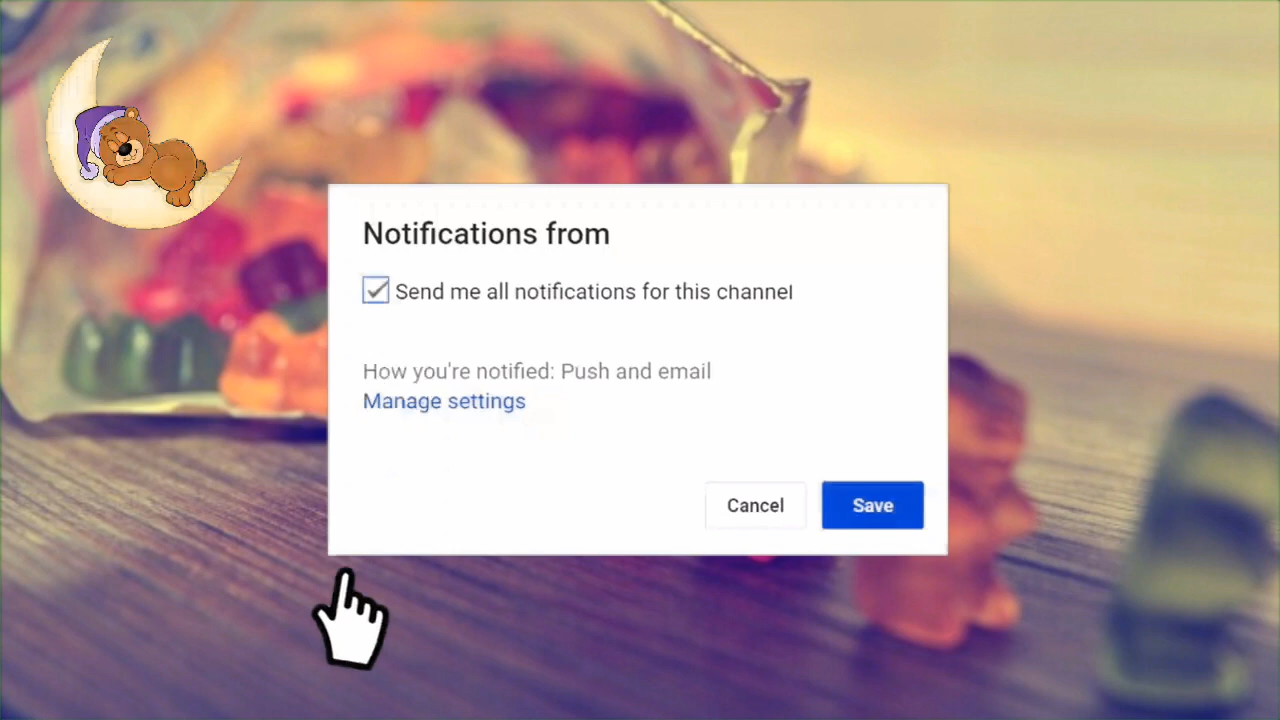 Notifications from
Send me all notifications for this channel
How you're notified: Push and email
Manage settings
Cancel
Save